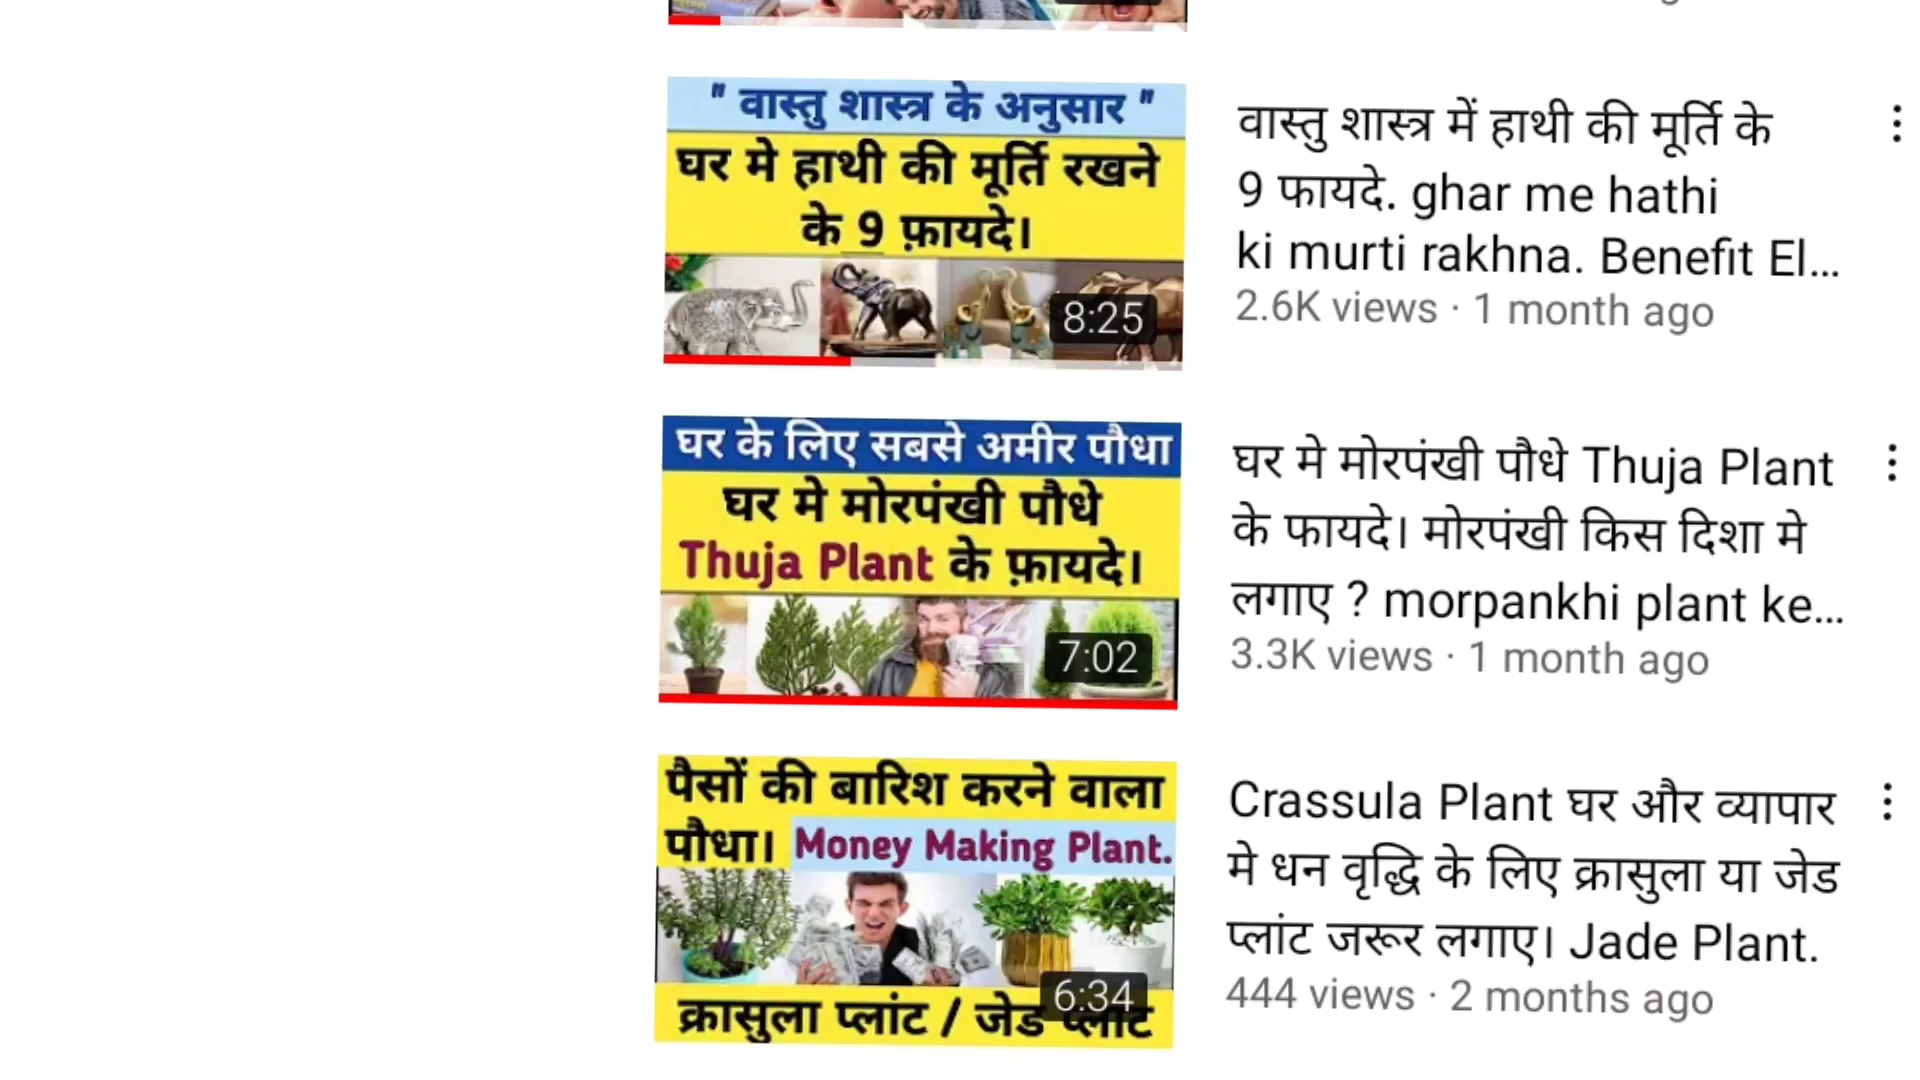 " वास्तु शास्त्र के अनुसार "
घर मे हाथी की मूर्ति रखने
के 9 फ़ायदे।
8:25
वास्तु शास्त्र में हाथी की मूर्ति के
9 फायदे. ghar me hathi
ki murti rakhna. Benefit El...
2.6K views · 1 month ago
घर के लिए सबसे अमीर पौधा
घर मे मोरपंखी पौधे
Thuja Plant के फ़ायदे।
7:02
घर मे मोरपंखी पौधे Thuja Plant
के फायदे। मोरपंखी किस दिशा मे
लगाए ? morpankhi plant ke...
3.3K views · 1 month ago
पैसों की बारिश करने वाला
पौधा। Money Making Plant.
6:34
क्रासुला प्लांट / जेड प्लांट
Crassula Plant घर और व्यापार
मे धन वृद्धि के लिए क्रासुला या जेड
प्लांट जरूर लगाए। Jade Plant.
444 views · 2 months ago